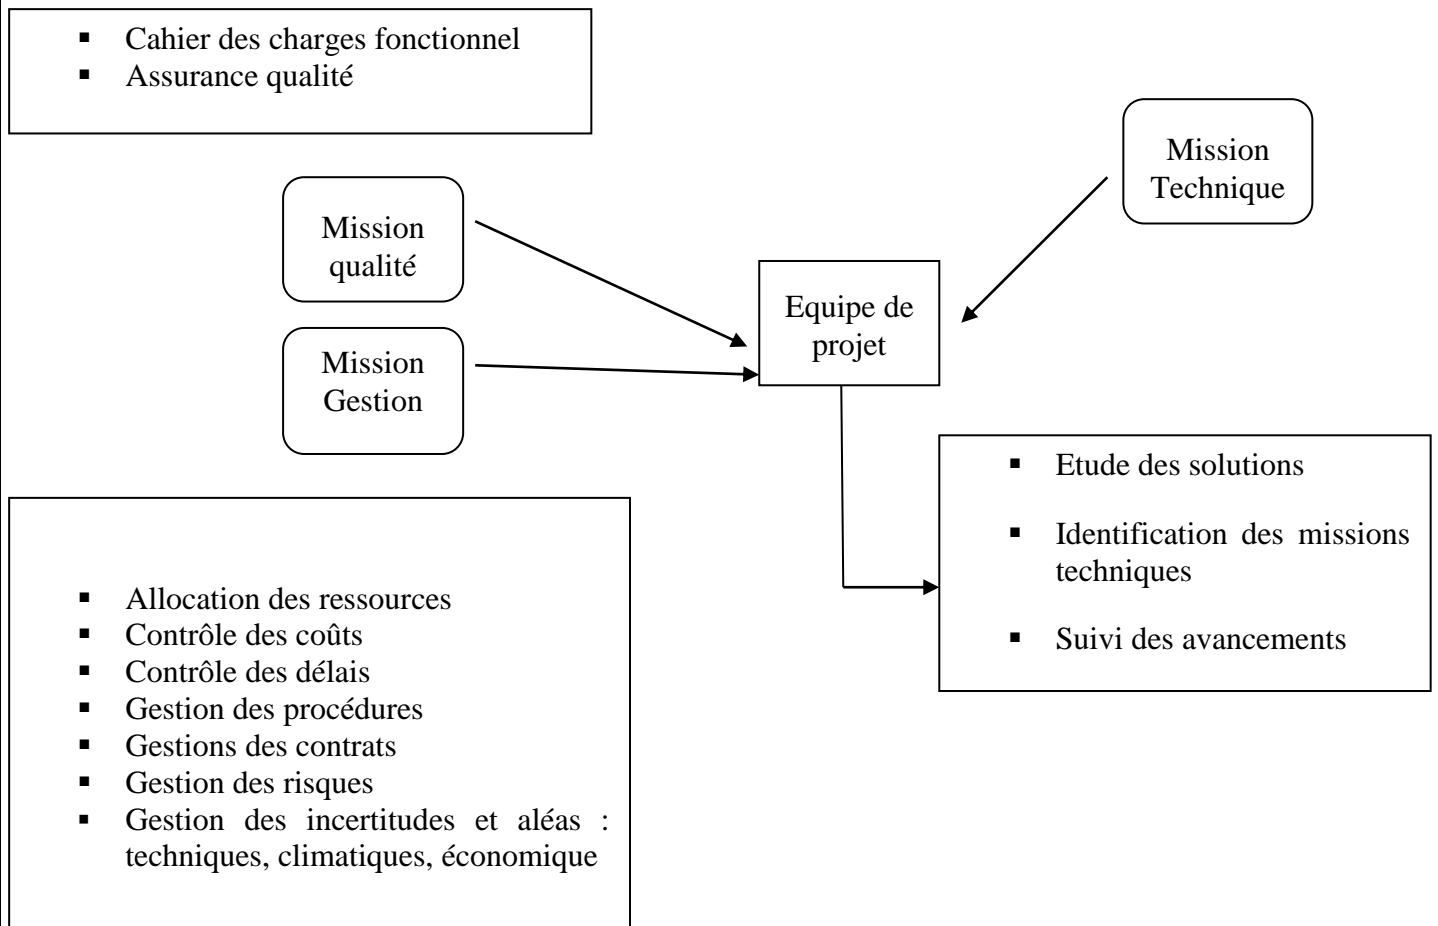 ▪ Cahier des charges fonctionnel
▪ Assurance qualité
Mission
Technique
Mission
qualité
Equipe de
projet
Mission
Gestion
▪ Etude des solutions
▪ Identification des missions
techniques
▪ Suivi des avancements
▪ Allocation des ressources
▪ Contrôle des coûts
▪ Contrôle des délais
▪ Gestion des procédures
▪ Gestions des contrats
▪ Gestion des risques
▪ Gestion des incertitudes et aléas :
techniques, climatiques, économique